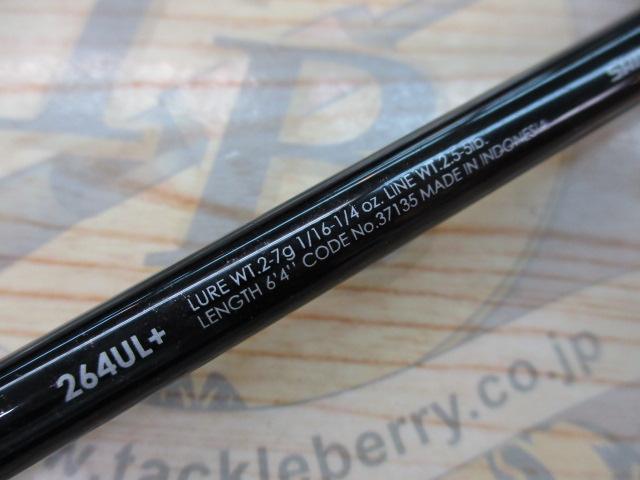 SHI
264UL+
LURE WT.2-7g 1/16-1/4 oz. LINE WT.2.5-5lb.
LENGTH 6'4" CODE No.37135 MADE IN INDONESIA
www.tackleberry.co.jp